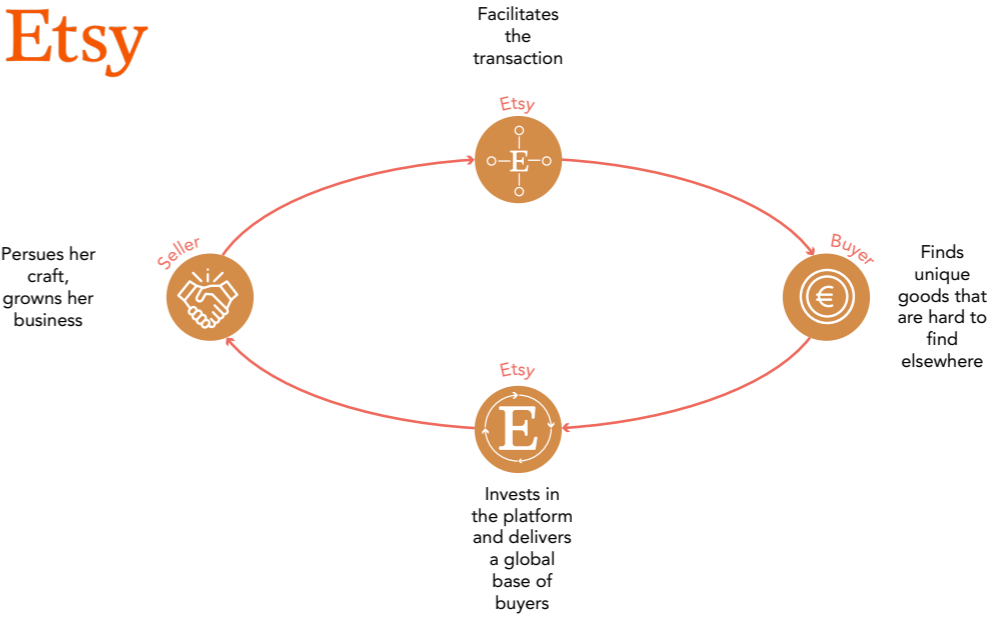 Etsy
Facilitates
the
transaction
Etsy
E
Seller
Persues her
craft,
growns her
business
Buyer
€
Finds
unique
goods that
are hard to
find
elsewhere
Etsy
E
Invests in
the platform
and delivers
a global
base of
buyers